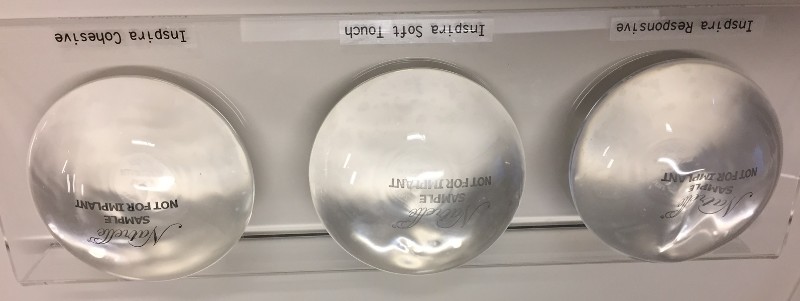 Natrelle
SAMPLE
NOT FOR IMPLANT
Inspira Responsive
Natrelle
SAMPLE
NOT FOR IMPLANT
Inspira Soft Touch
Natrelle
SAMPLE
NOT FOR IMPLANT
Inspira Cohesive